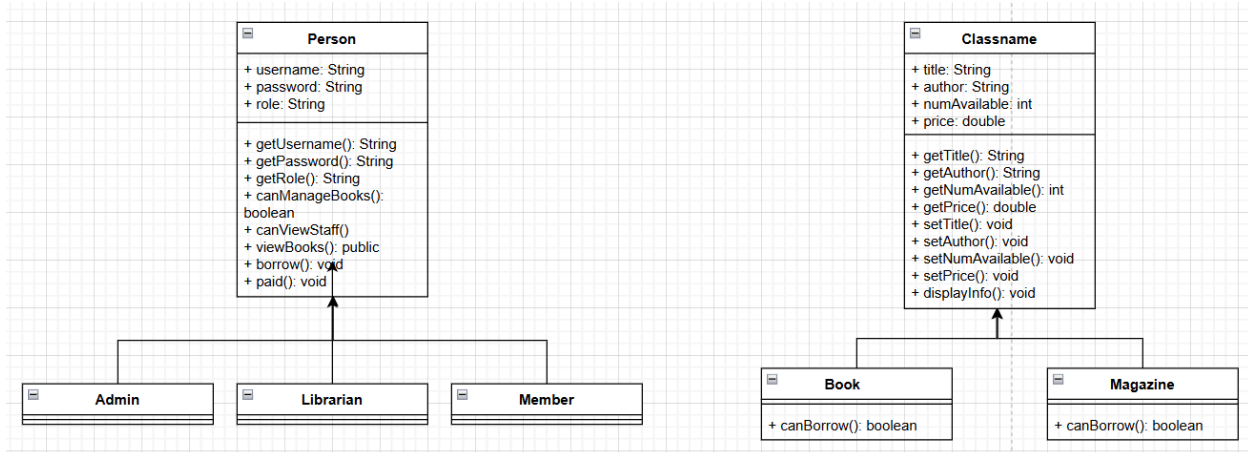 Person
+ username: String
+ password: String
+ role: String
+ getUsername(): String
+ getPassword(): String
+ getRole(): String
+ canManageBooks():
boolean
+ canViewStaff()
+ viewBooks(): public
+ borrow(): void
+ paid(): void
Admin
Librarian
Member
Classname
+ title: String
+ author: String
+ numAvailable: int
+ price: double
+ getTitle(): String
+ getAuthor(): String
+ getNumAvailable(): int
+ getPrice(): double
+ setTitle(): void
+ setAuthor(): void
+ setNumAvailable(): void
+ setPrice(): void
+ displayInfo(): void
Book
+ canBorrow(): boolean
Magazine
+ canBorrow(): boolean